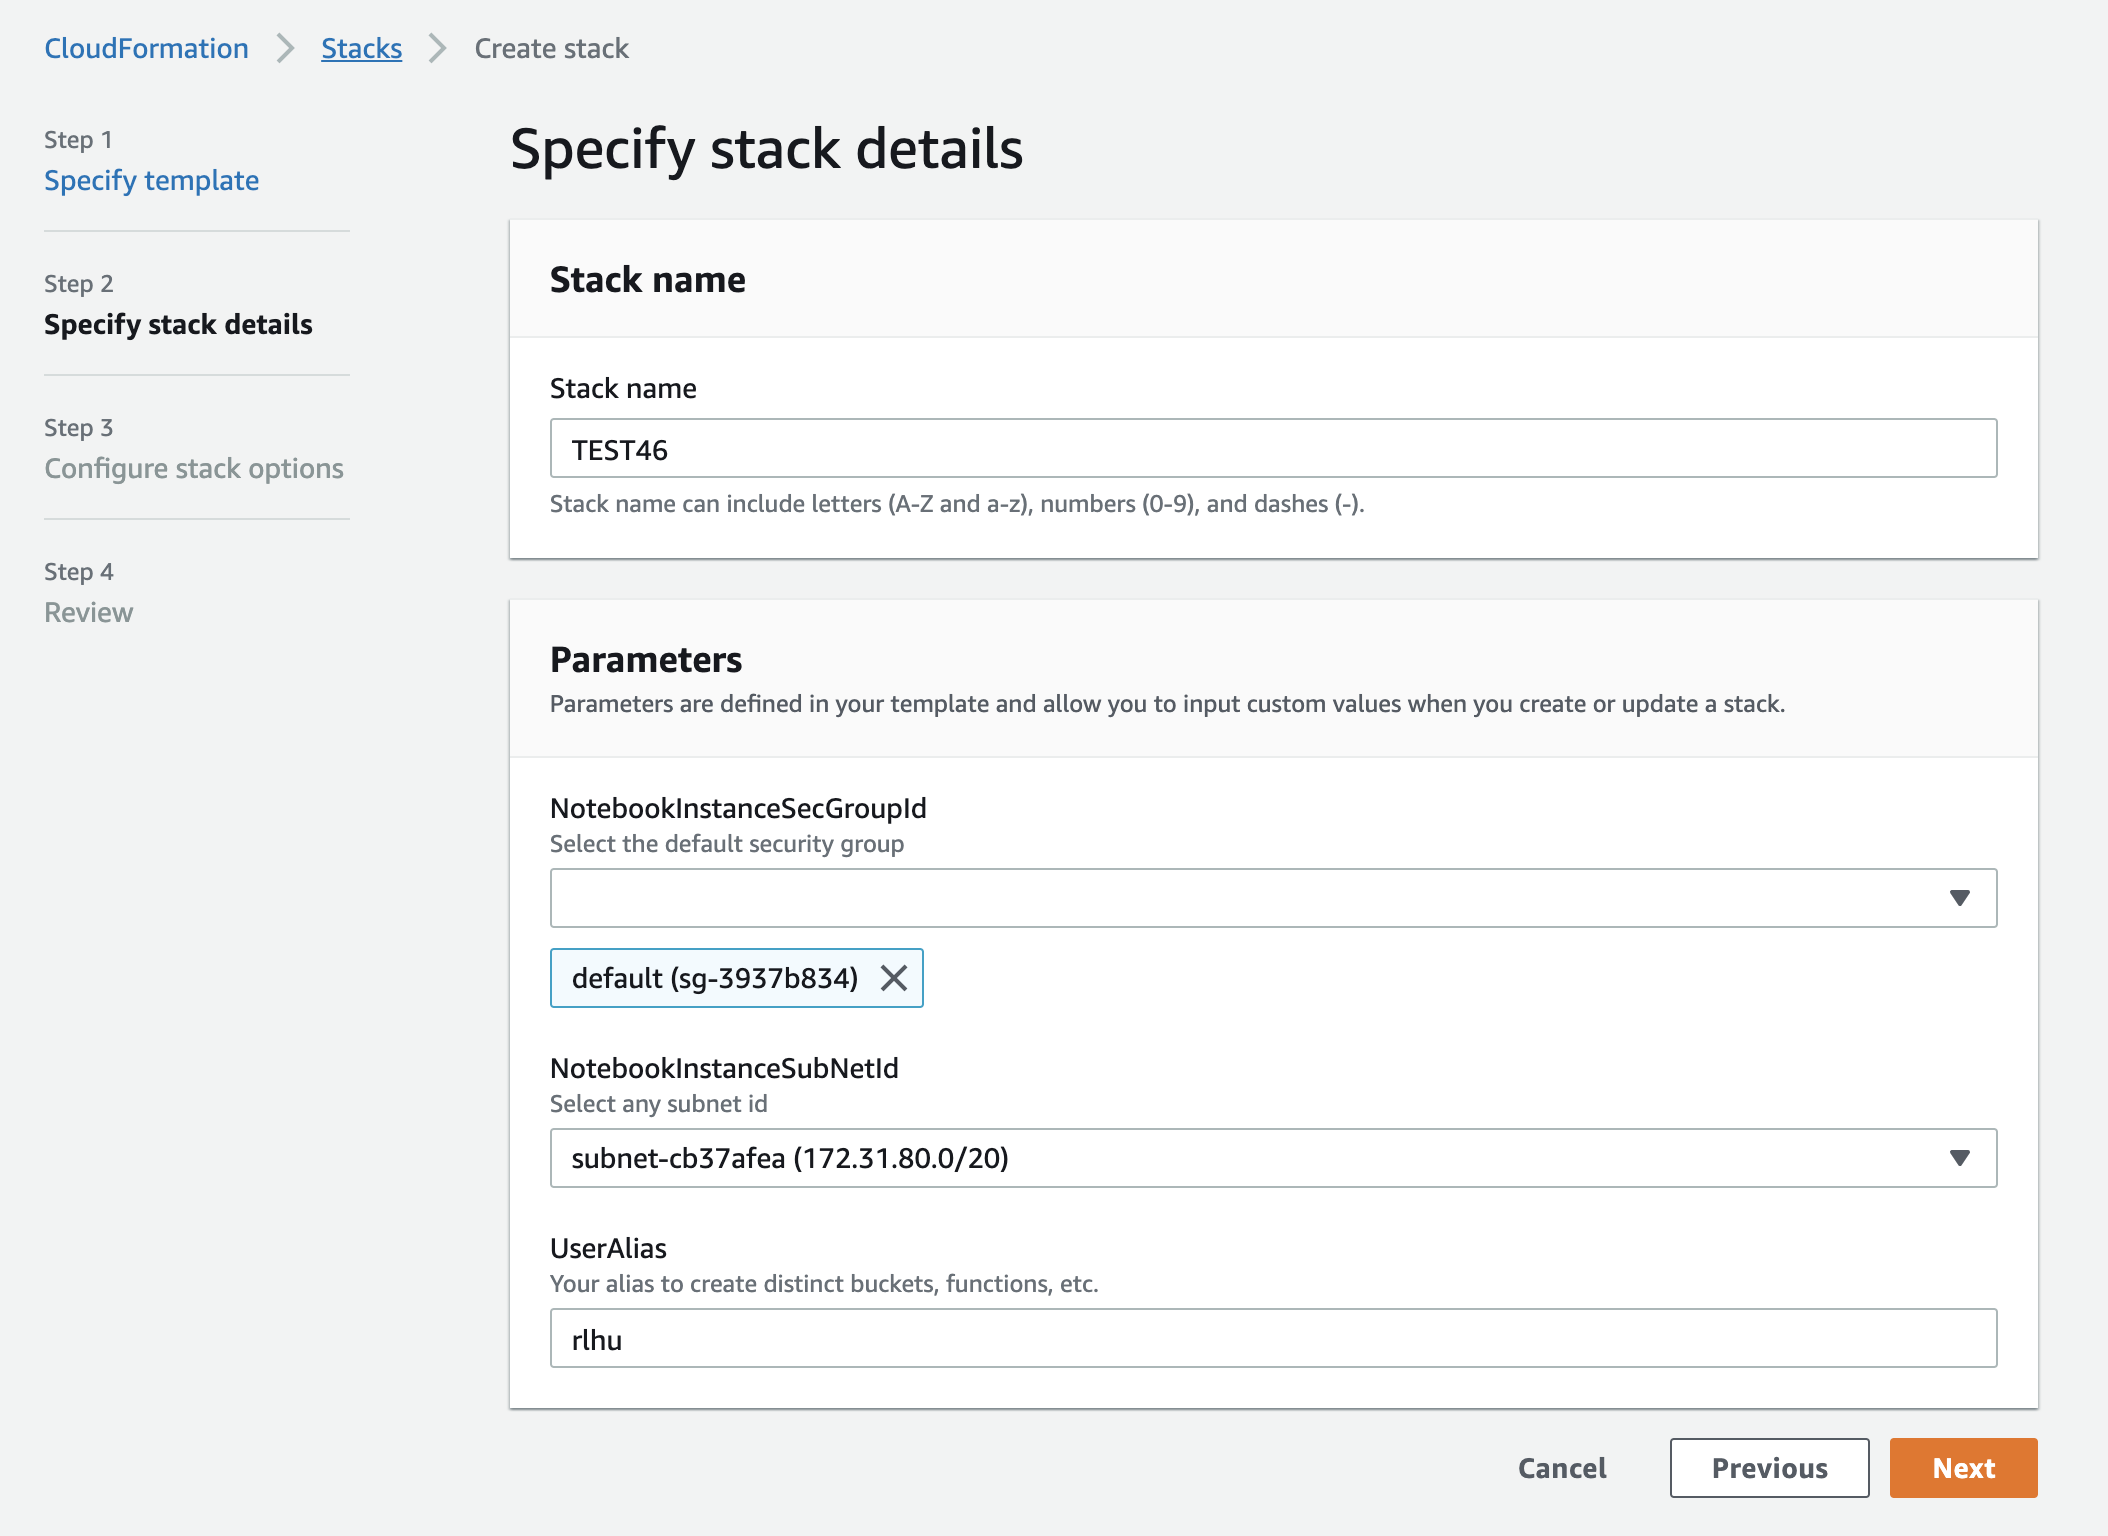 CloudFormation > Stacks > Create stack
Step 1
Specify template
Step 2
Specify stack details
Step 3
Configure stack options
Step 4
Review
Specify stack details
Stack name
Stack name
TEST46
Stack name can include letters (A-Z and a-z), numbers (0-9), and dashes (-).
Parameters
Parameters are defined in your template and allow you to input custom values when you create or update a stack.
NotebookInstanceSecGroupId
Select the default security group
default (sg-3937b834)
NotebookInstanceSubNetId
Select any subnet id
subnet-cb37afea (172.31.80.0/20)
UserAlias
Your alias to create distinct buckets, functions, etc.
rlhu
Cancel Previous Next